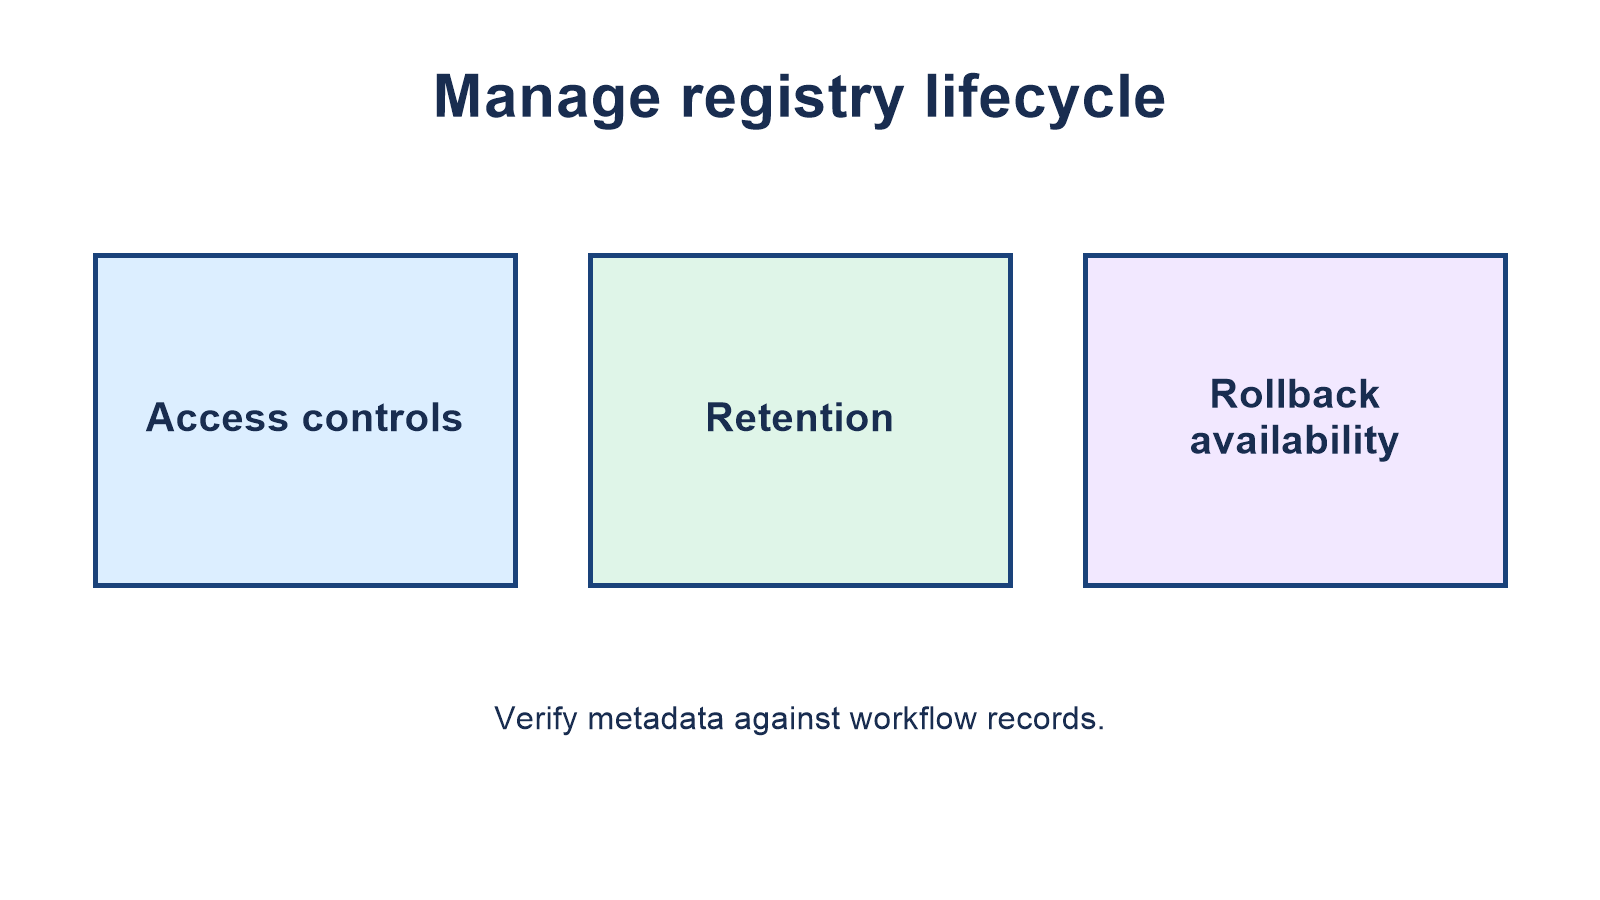 Manage registry lifecycle
Access controls
Retention
Rollback
availability
Verify metadata against workflow records.